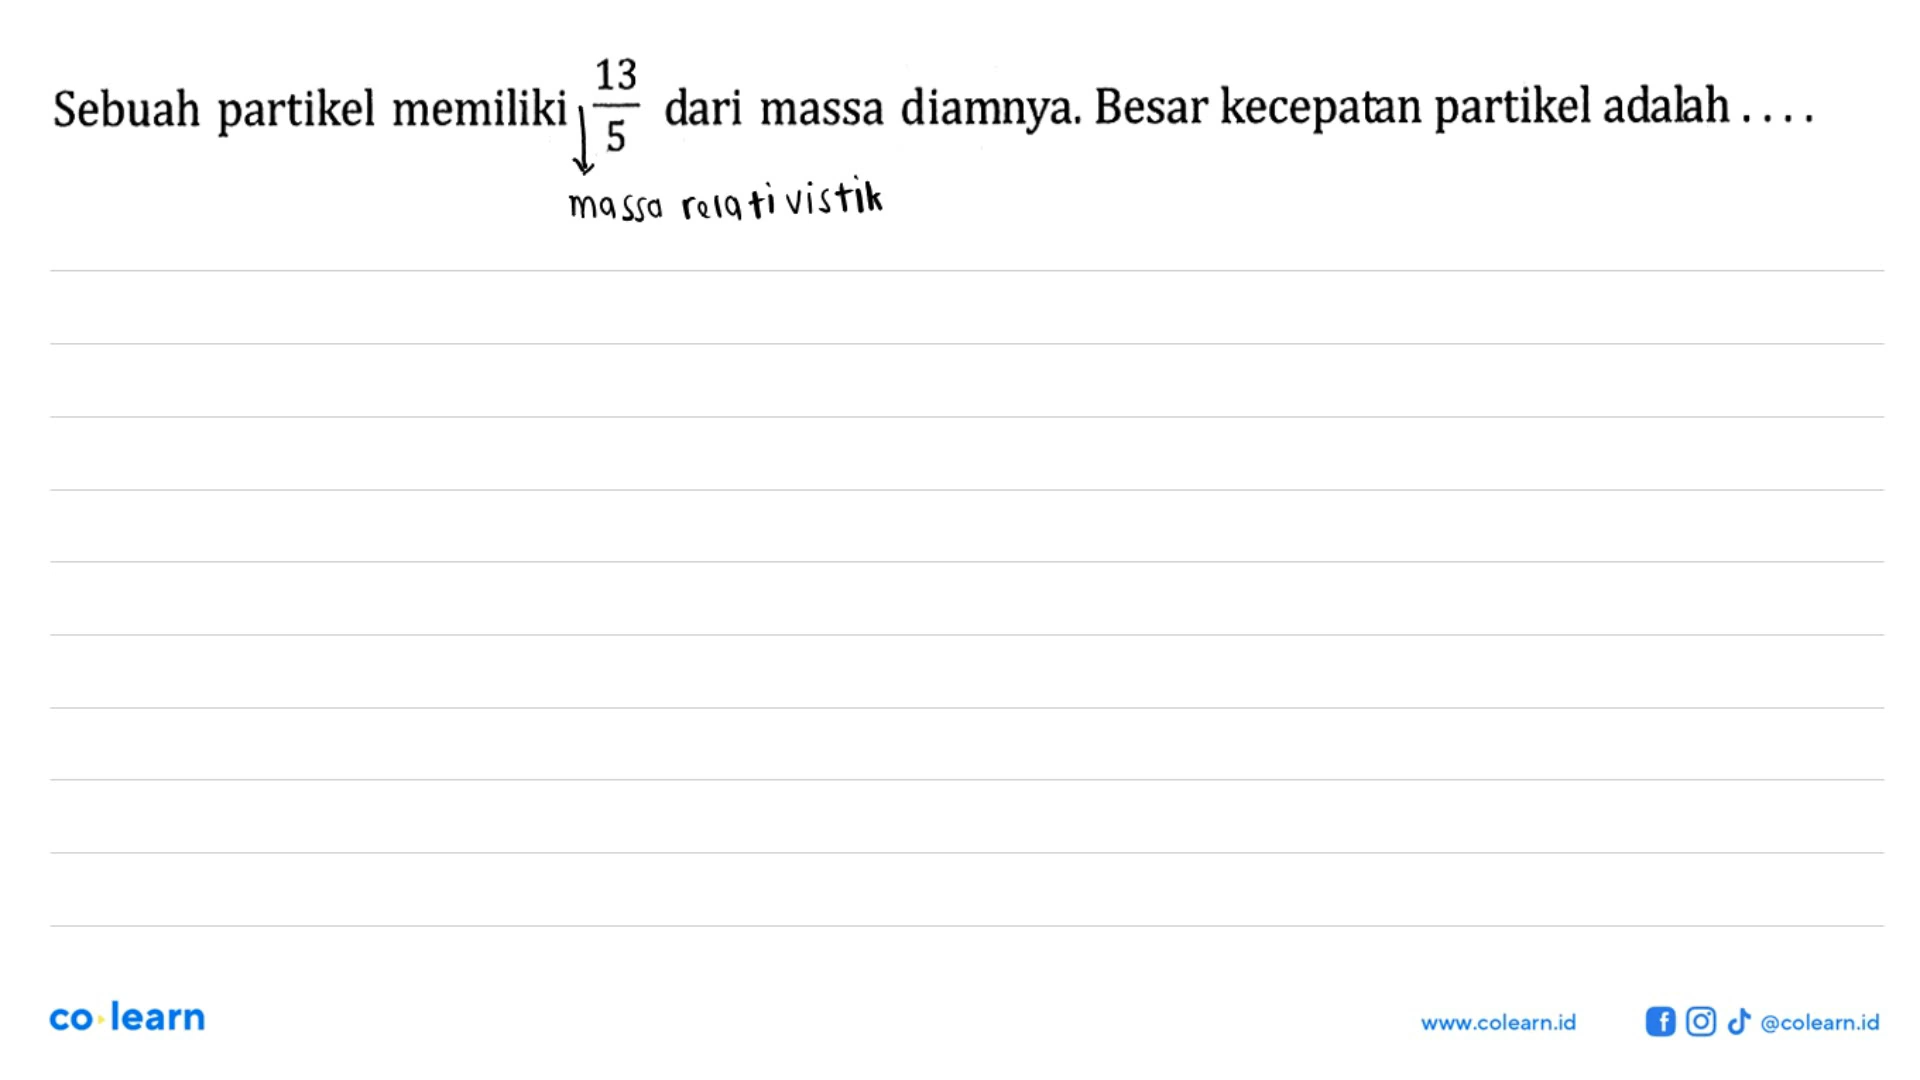 Sebuah partikel memiliki 13/5 dari massa diamnya. Besar kecepatan partikel adalah . . . .
massa relativistik
co learn
www.colearn.id @colearn.id